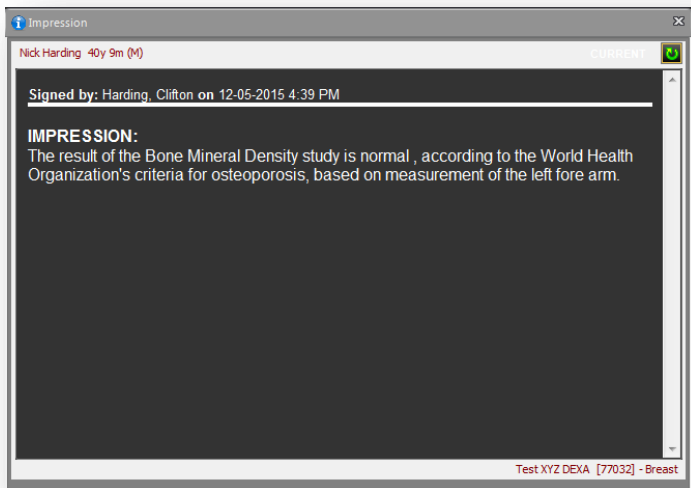 Impression
Nick Harding 40y 9m (M)
CURRENT
Signed by: Harding, Clifton on 12-05-2015 4:39 PM
IMPRESSION:
The result of the Bone Mineral Density study is normal , according to the World Health
Organization's criteria for osteoporosis, based on measurement of the left fore arm.
Test XYZ DEXA [77032] - Breast